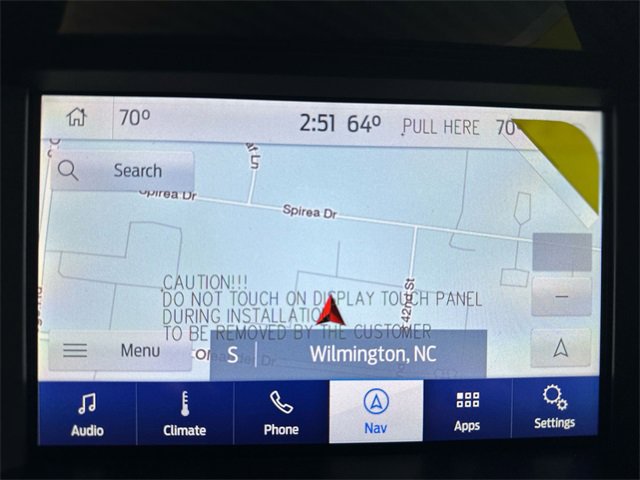 70° 2:51 64° PULL HERE 70
Search
Spirea Dr
Spirea Dr
CAUTION!!!
DO NOT TOUCH ON DISPLAY TOUCH PANEL
DURING INSTALLATION
TO BE REMOVED BY THE CUSTOMER
42nd St
Menu
S Wilmington, NC
Audio Climate Phone Nav Apps Settings